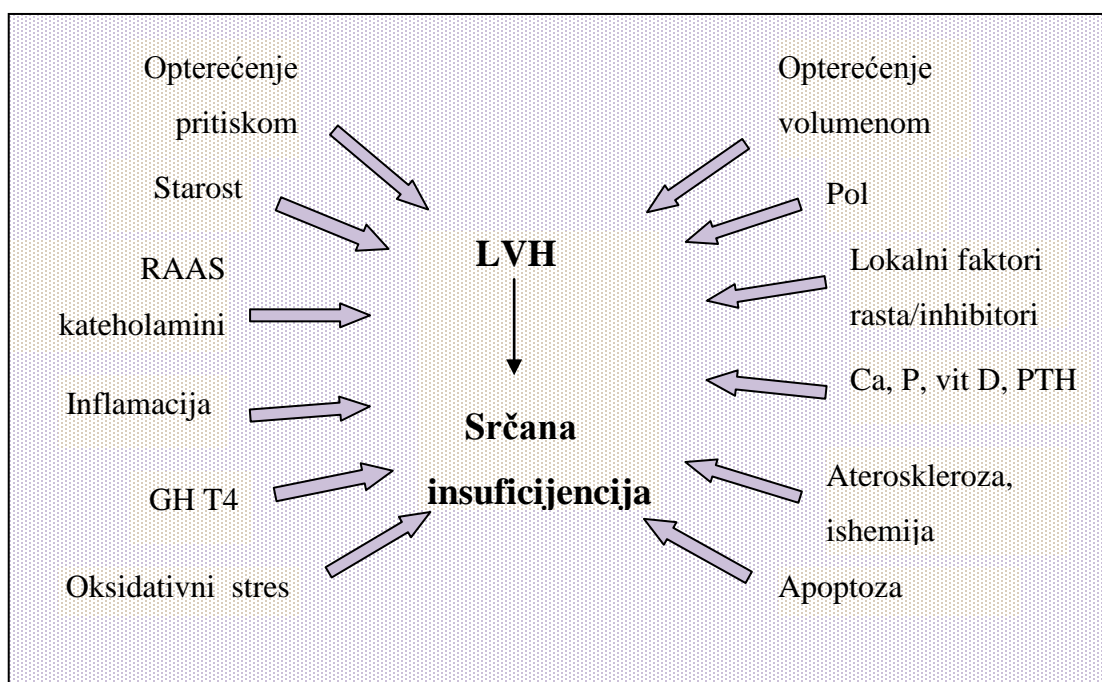 Opterećenje
pritiskom
Starost
RAAS
kateholamini
Inflamacija
GH T4
Oksidativni stres
LVH
Srčana
insuficijencija
Opterećenje
volumenom
Pol
Lokalni faktori
rasta/inhibitori
Ca, P, vit D, PTH
Ateroskleroza,
ishemija
Apoptoza